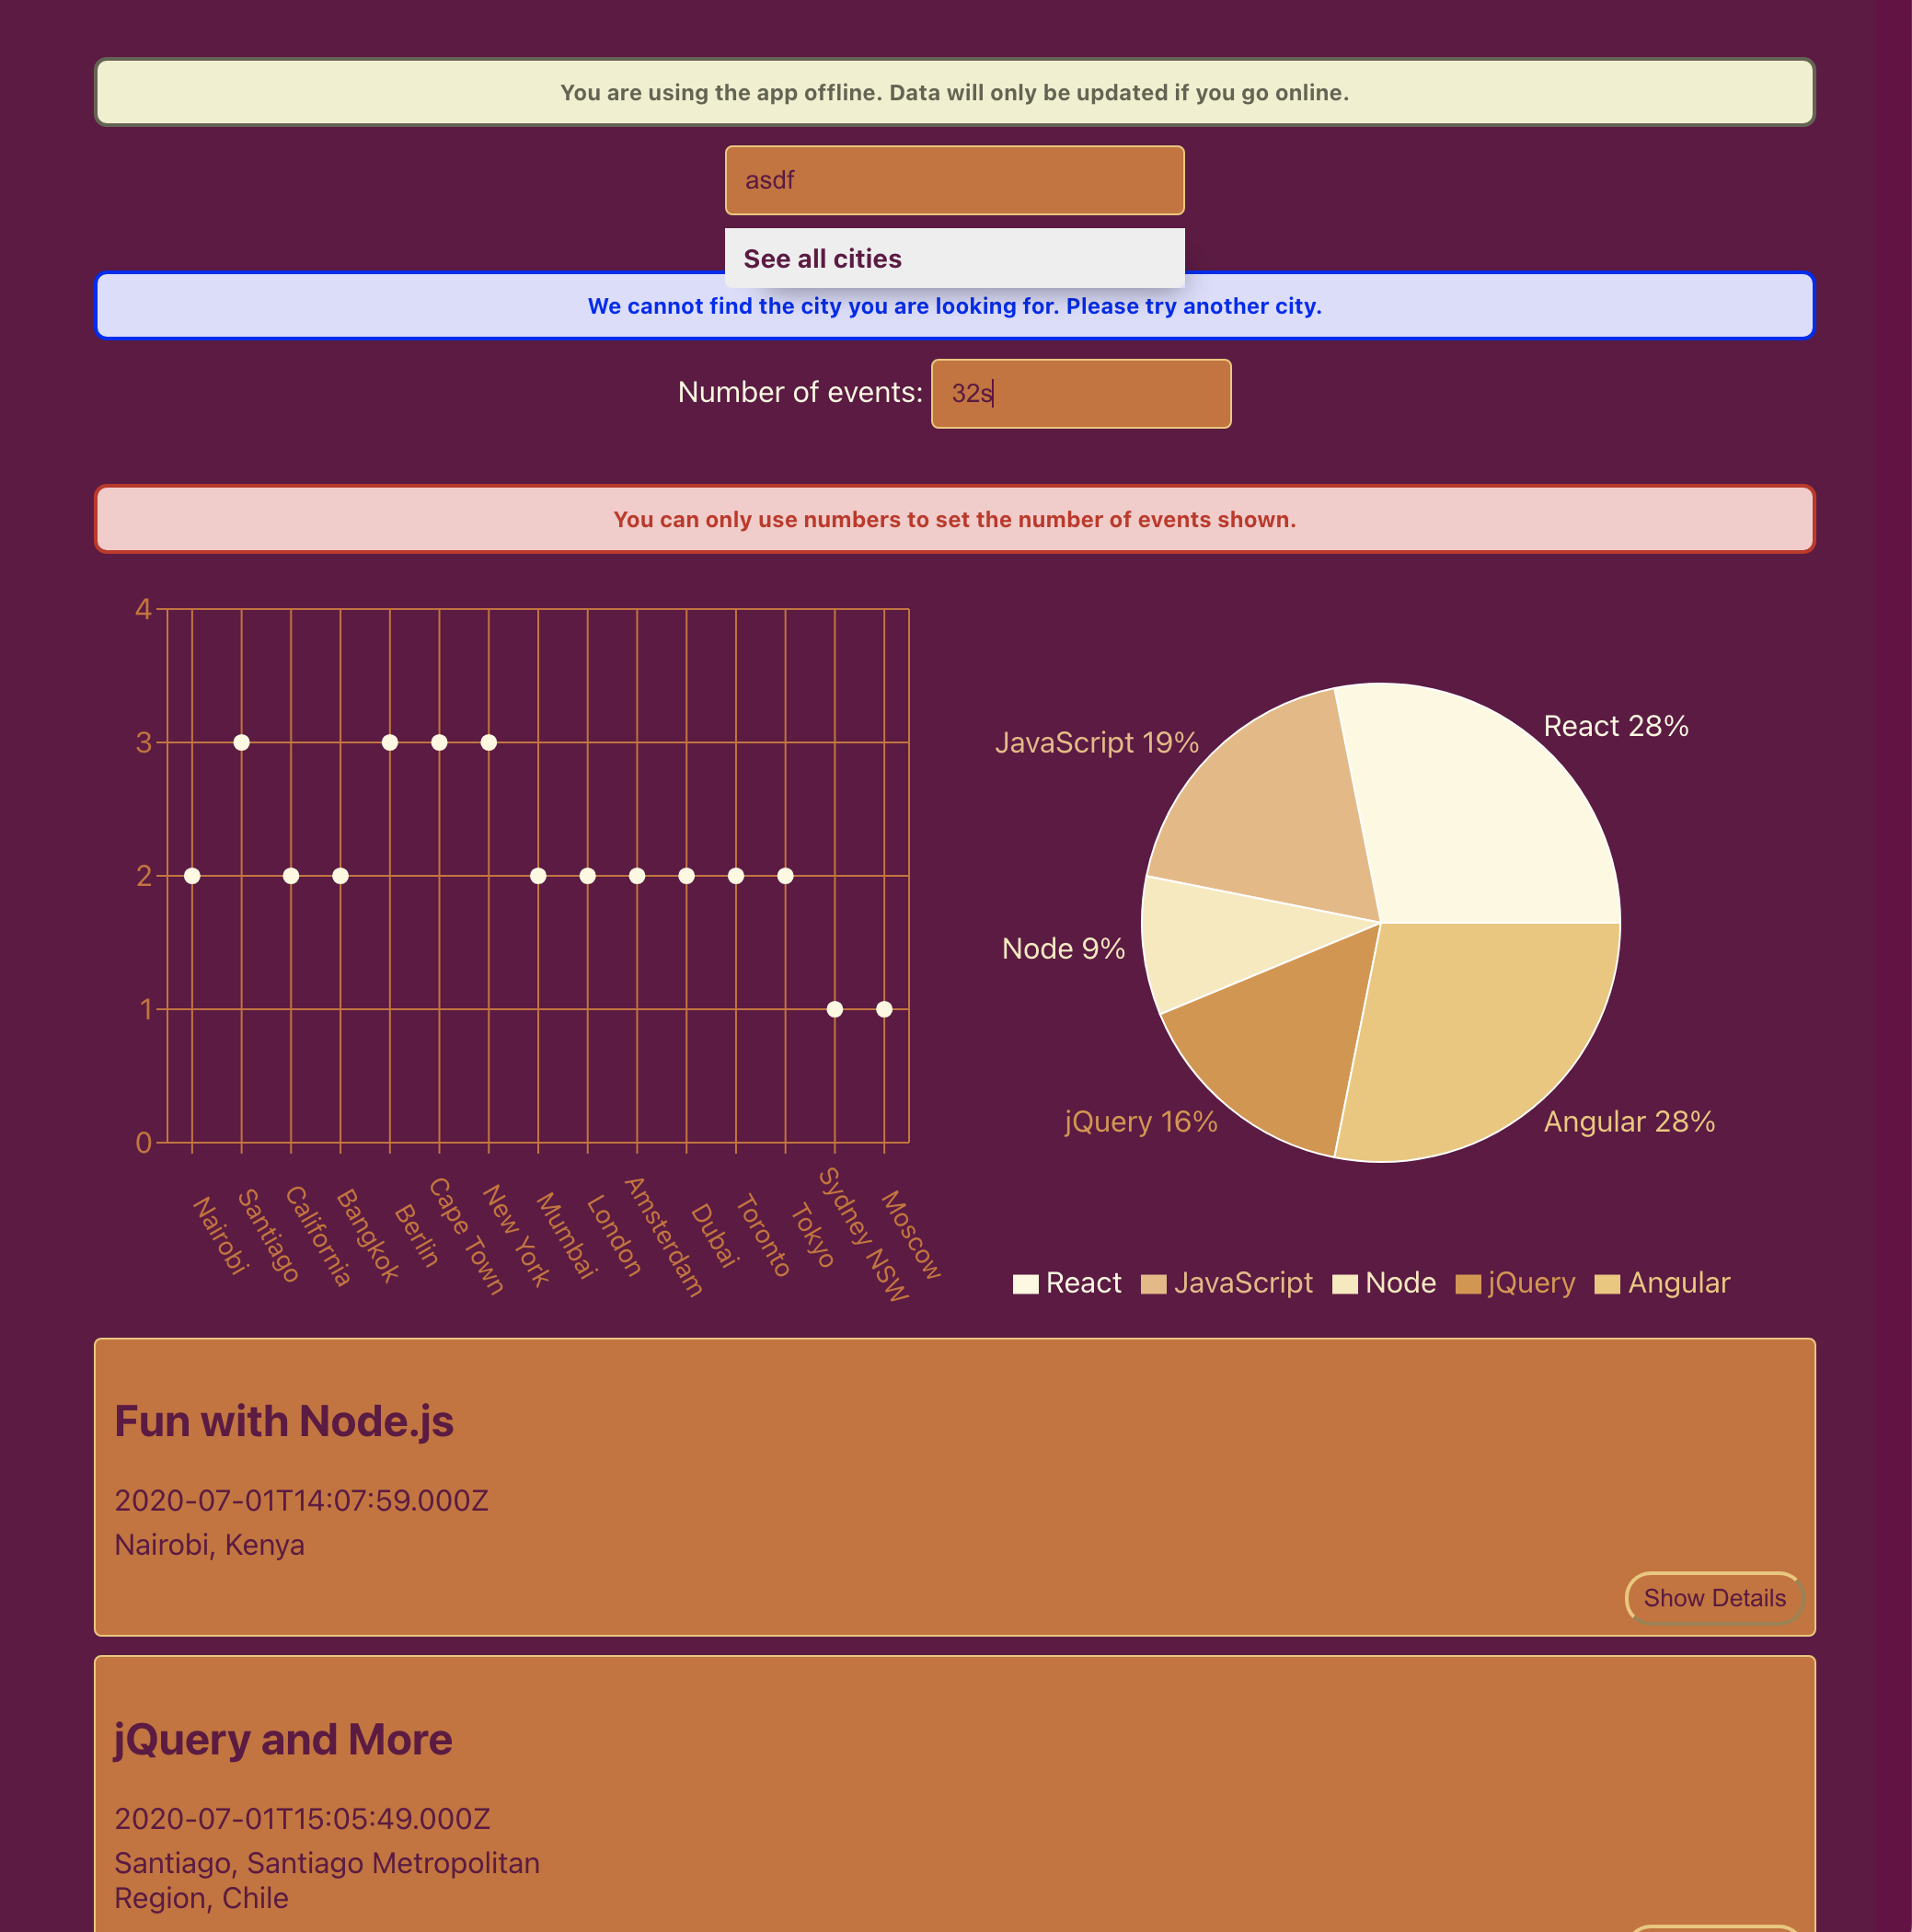 You are using the app offline. Data will only be updated if you go online.
asdf
See all cities
We cannot find the city you are looking for. Please try another city.
Number of events: 32s
You can only use numbers to set the number of events shown.
4
3
2
1
0
Nairobi
Santiago
California
Bangkok
Berlin
Cape Town
New York
Mumbai
London
Amsterdam
Dubai
Toronto
Tokyo
Sydney NSW
Moscow
React 28%
JavaScript 19%
Node 9%
jQuery 16%
Angular 28%
React JavaScript Node jQuery Angular
Fun with Node.js
2020-07-01T14:07:59.000Z
Nairobi, Kenya
Show Details
jQuery and More
2020-07-01T15:05:49.000Z
Santiago, Santiago Metropolitan
Region, Chile